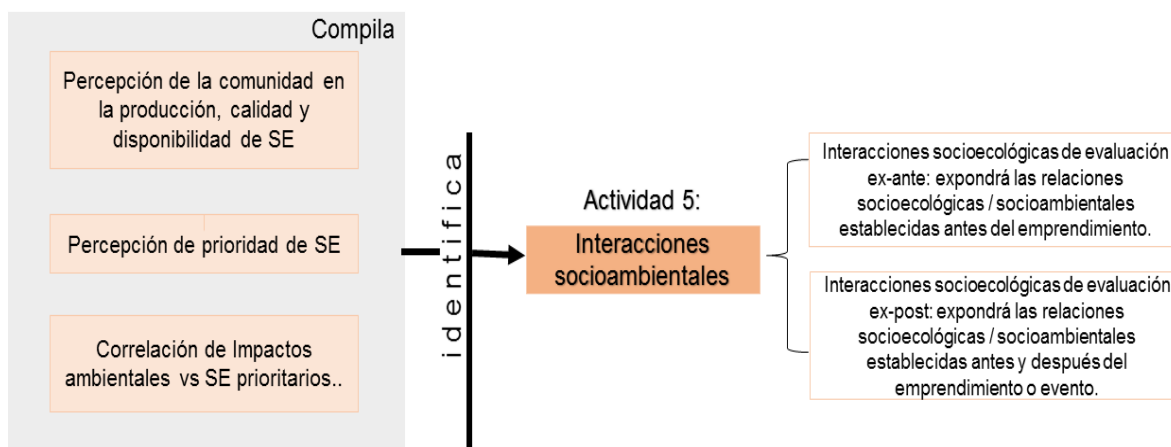 Compila
Percepción de la comunidad en
la producción, calidad y
disponibilidad de SE
Percepción de prioridad de SE
Correlación de Impactos
ambientales vs SE prioritarios..
identifica
Actividad 5:
Interacciones
socioambientales
Interacciones socioecológicas de evaluación
ex-ante: expondrá las relaciones
socioecológicas / socioambientales
establecidas antes del emprendimiento.
Interacciones socioecológicas de evaluación
ex-post: expondrá las relaciones
socioecológicas / socioambientales
establecidas antes y después del
emprendimiento o evento.